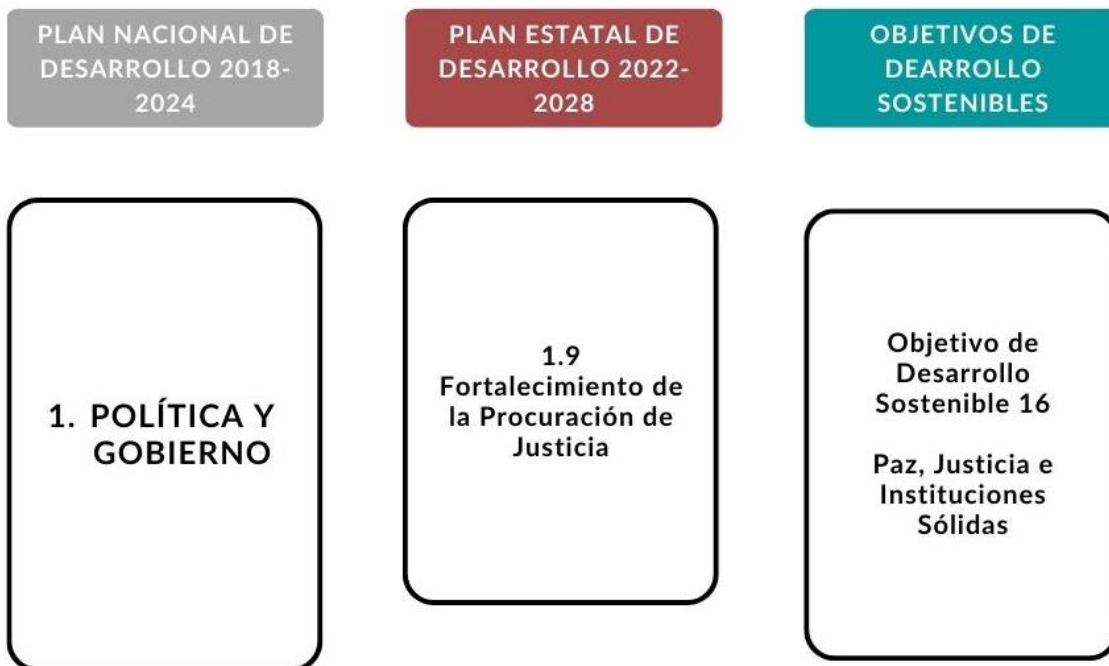 PLAN NACIONAL DE
DESARROLLO 2018-
2024
PLAN ESTATAL DE
DESARROLLO 2022-
2028
OBJETIVOS DE
DEARROLLO
SOSTENIBLES
1. POLÍTICA Y
GOBIERNO
1.9
Fortalecimiento de
la Procuración de
Justicia
Objetivo de
Desarrollo
Sostenible 16
Paz, Justicia e
Instituciones
Sólidas